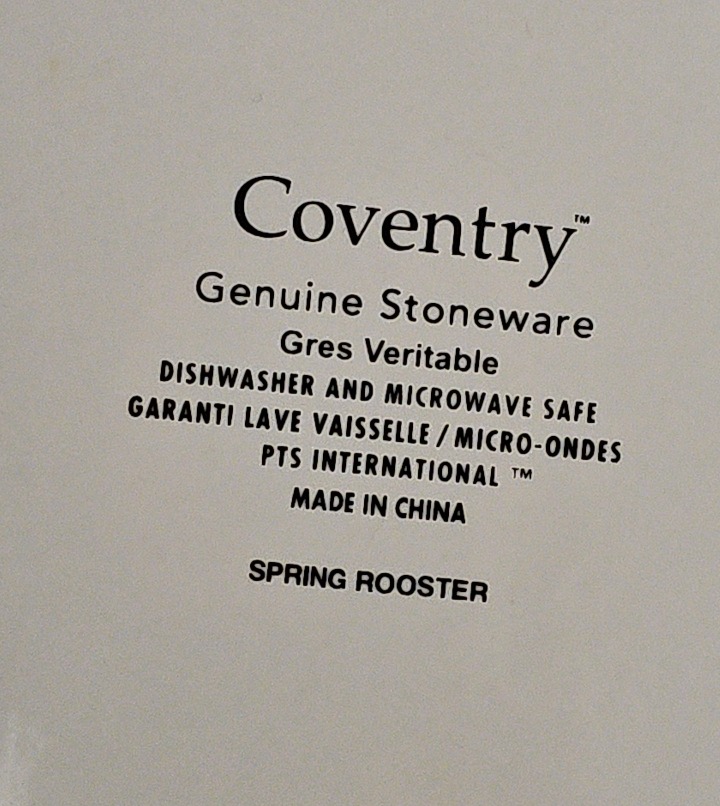 Coventry™
Genuine Stoneware
Gres Veritable
DISHWASHER AND MICROWAVE SAFE
GARANTI LAVE VAISSELLE / MICRO-ONDES
PTS INTERNATIONAL ™
MADE IN CHINA
SPRING ROOSTER